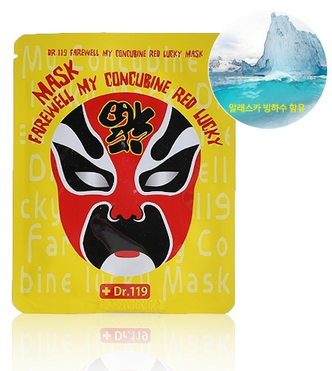 DR.119 FAREWELL MY CONCUBINE RED LUCKY MASK
MASK
FAREWELL MY CONCUBINE RED LUCKY
福
알래스카 빙하수 함유
Dr.119